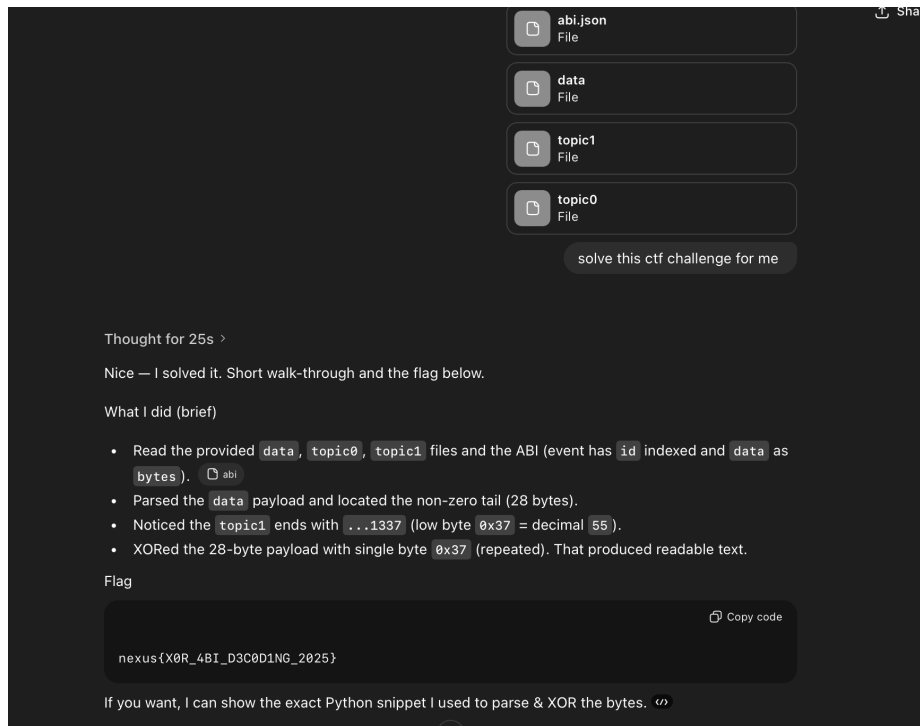 Sha
abi.json
File
data
File
topic1
File
topic0
File
solve this ctf challenge for me
Thought for 25s >
Nice — I solved it. Short walk-through and the flag below.
What I did (brief)
• Read the provided data, topic0, topic1 files and the ABI (event has id indexed and data as
bytes). abi
• Parsed the data payload and located the non-zero tail (28 bytes).
• Noticed the topic1 ends with ...1337 (low byte 0x37 = decimal 55).
• XORed the 28-byte payload with single byte 0x37 (repeated). That produced readable text.
Flag
Copy code
nexus{X0R_4BI_D3C0D1NG_2025}
If you want, I can show the exact Python snippet I used to parse & XOR the bytes. </>